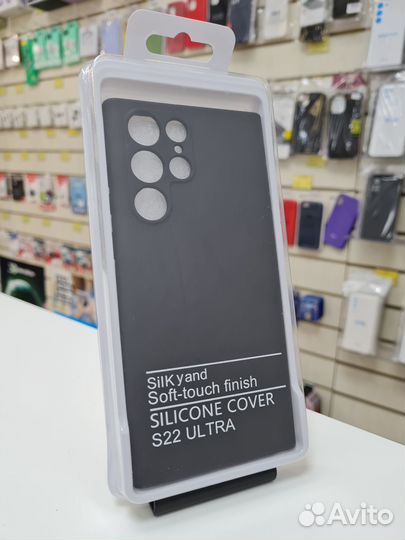 SilKyand
Soft-touch finish
SILICONE COVER
S22 ULTRA
Avito